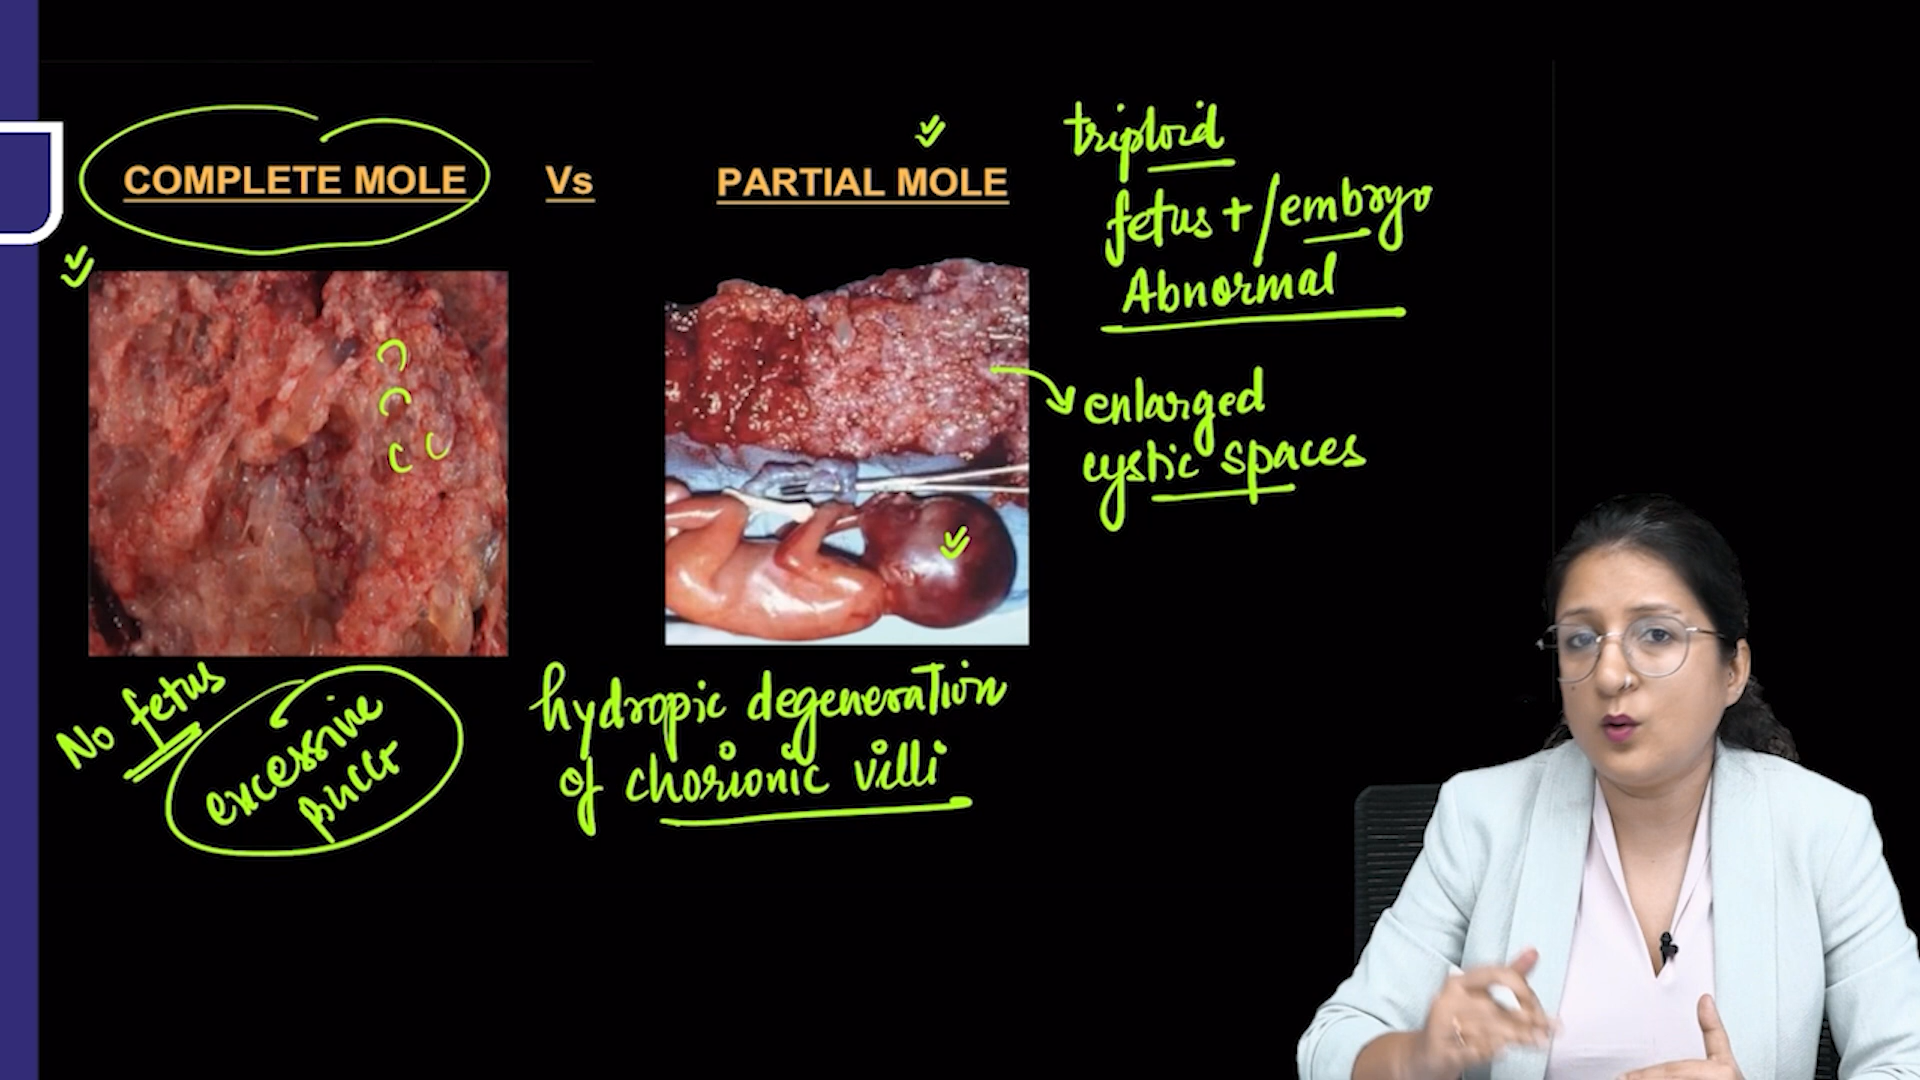 COMPLETE MOLE Vs PARTIAL MOLE
triploid
fetus + / embryo
Abnormal
enlarged
cystic spaces
No fetus
excessive
hydropic degeneration
of chorionic villi